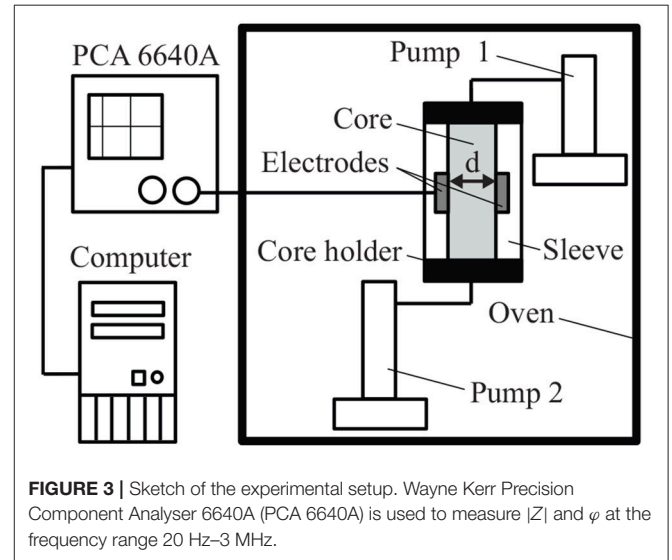 PCA 6640A
Pump 1
Core
Electrodes
d
Computer
Core holder
Sleeve
Oven
Pump 2
FIGURE 3 | Sketch of the experimental setup. Wayne Kerr Precision
Component Analyser 6640A (PCA 6640A) is used to measure |Z| and φ at the
frequency range 20 Hz–3 MHz.